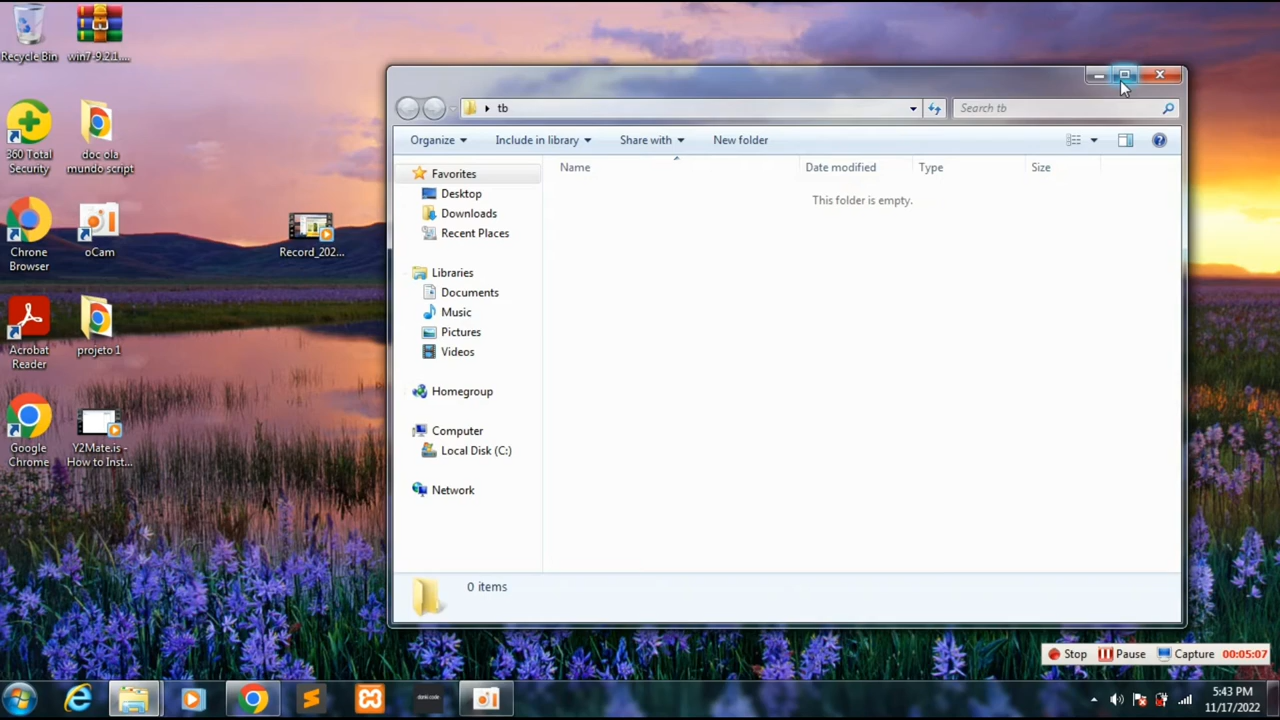 Recycle Bin
win7-9.2.1....
360 Total
Security
doc ola
mundo script
Chrone
Browser
oCam
Record_202...
Acrobat
Reader
projeto 1
Google
Chrome
Y2Mate.is -
How to Inst...
tb
Search tb
Organize
Include in library
Share with
New folder
Name
Date modified
Type
Size
This folder is empty.
Favorites
Desktop
Downloads
Recent Places
Libraries
Documents
Music
Pictures
Videos
Homegroup
Computer
Local Disk (C:)
Network
0 items
Stop
Pause
Capture
00:05:07
5:43 PM
11/17/2022